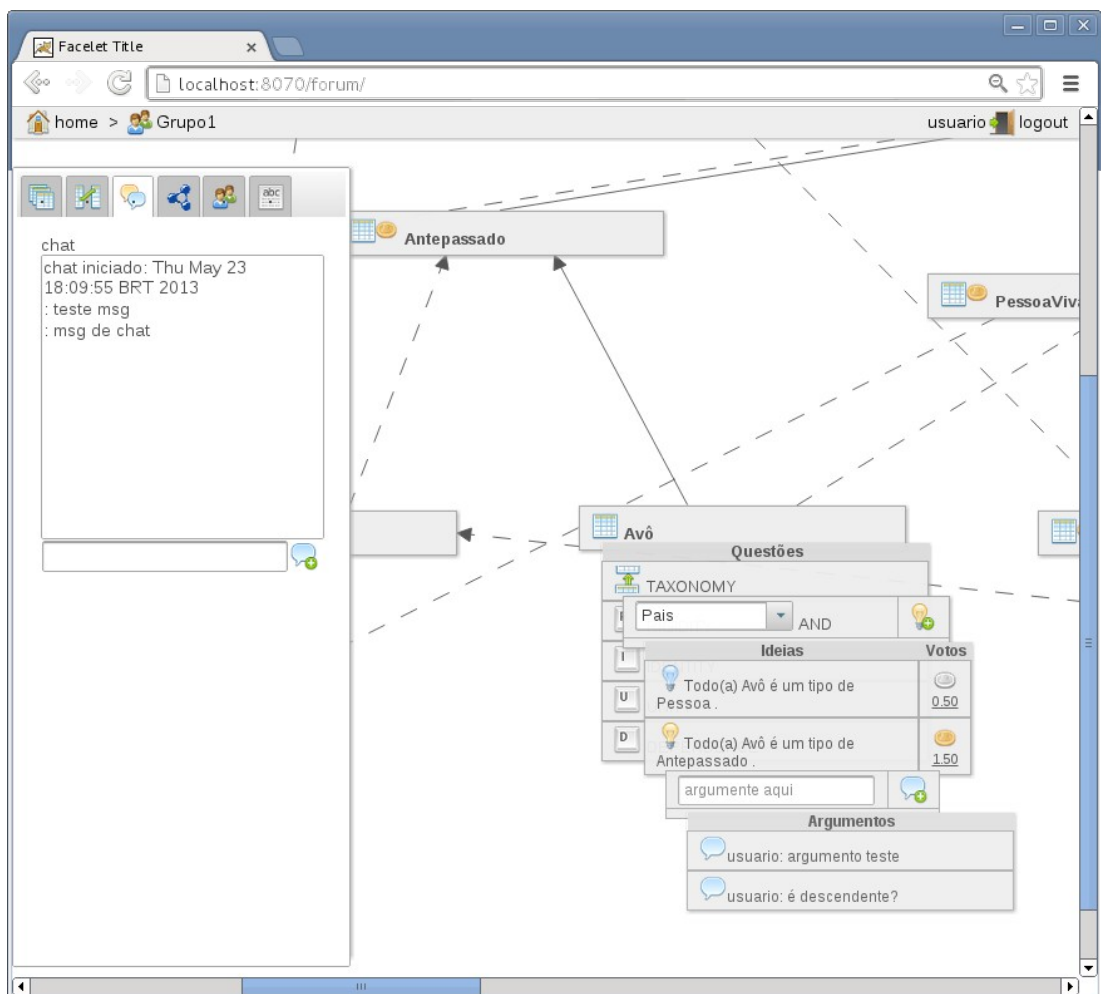 Facelet Title
localhost:8070/forum/
home > Grupo1
usuario logout
abc
chat
chat iniciado: Thu May 23
18:09:55 BRT 2013
: teste msg
: msg de chat
Antepassado
PessoaViv
Avô
Questões
TAXONOMY
Pais
AND
I
U
D
Ideias Votos
Todo(a) Avô é um tipo de
Pessoa .
0.50
Todo(a) Avô é um tipo de
Antepassado .
1.50
argumente aqui
Argumentos
usuario: argumento teste
usuario: é descendente?